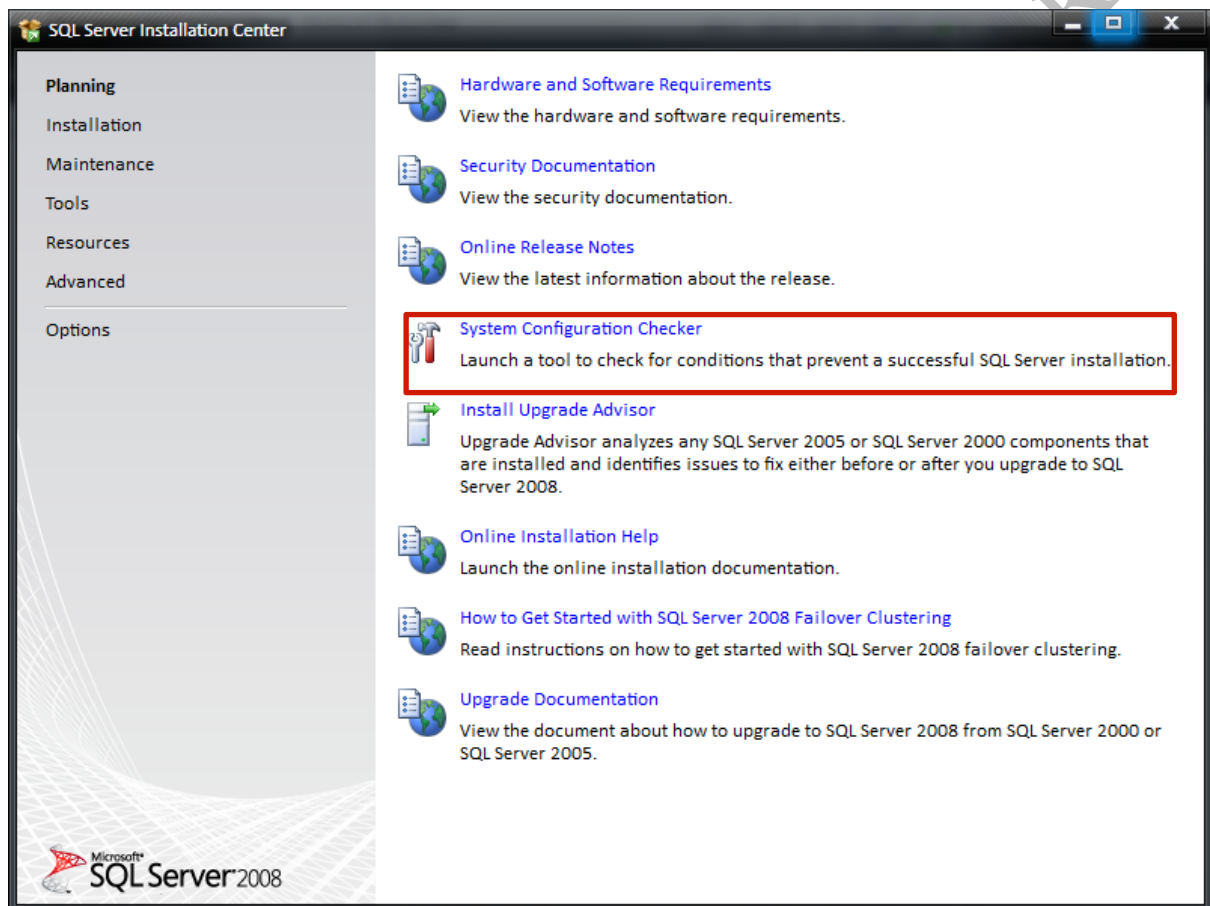 SQL Server Installation Center
Planning
Installation
Maintenance
Tools
Resources
Advanced
Options
Hardware and Software Requirements
View the hardware and software requirements.
Security Documentation
View the security documentation.
Online Release Notes
View the latest information about the release.
System Configuration Checker
Launch a tool to check for conditions that prevent a successful SQL Server installation.
Install Upgrade Advisor
Upgrade Advisor analyzes any SQL Server 2005 or SQL Server 2000 components that
are installed and identifies issues to fix either before or after you upgrade to SQL
Server 2008.
Online Installation Help
Launch the online installation documentation.
How to Get Started with SQL Server 2008 Failover Clustering
Read instructions on how to get started with SQL Server 2008 failover clustering.
Upgrade Documentation
View the document about how to upgrade to SQL Server 2008 from SQL Server 2000 or
SQL Server 2005.
Microsoft®
SQL Server 2008